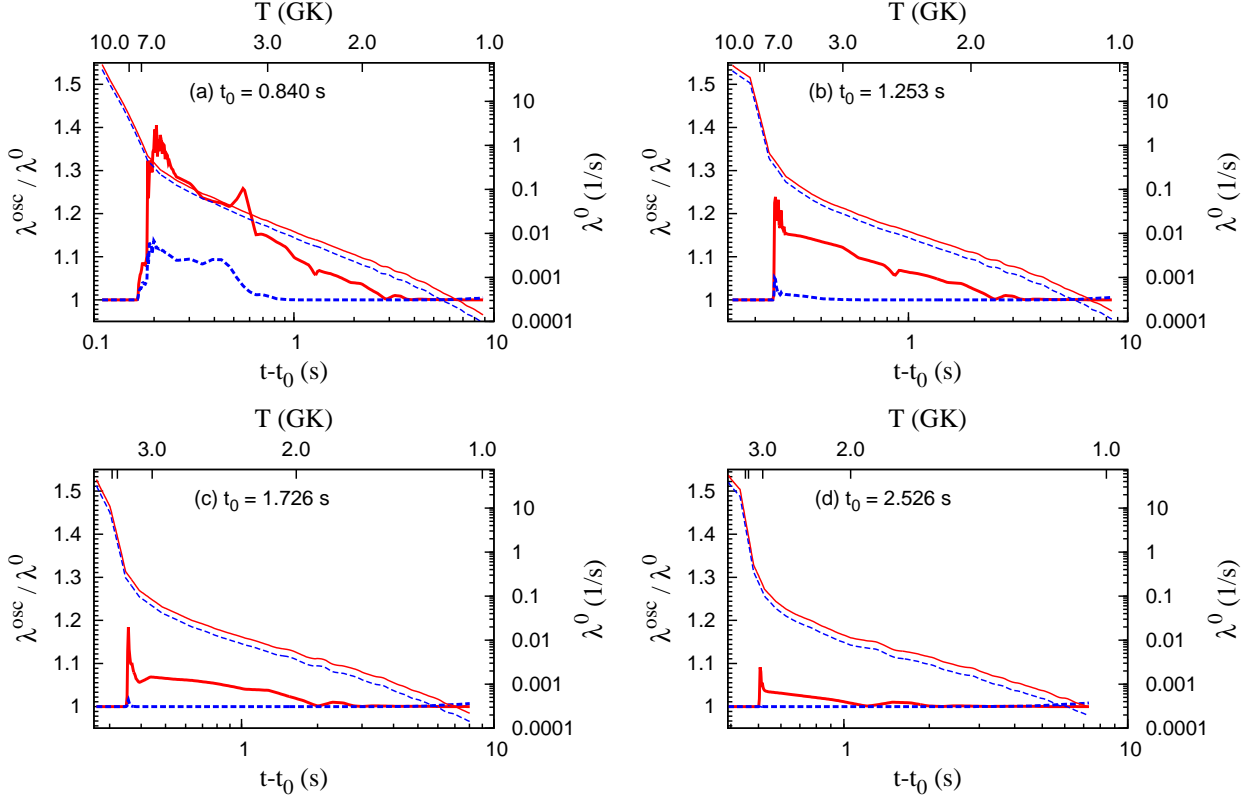 T (GK)
T (GK)
10.0 7.0 3.0 2.0 1.0
10.0 7.0 3.0 2.0 1.0
(a) t0 = 0.840 s
(b) t0 = 1.253 s
1.5
1.4
1.3
1.2
1.1
1
10
1
0.1
0.01
0.001
0.0001
1.5
1.4
1.3
1.2
1.1
1
10
1
0.1
0.01
0.001
0.0001
λosc / λ0
λ0 (1/s)
λosc / λ0
λ0 (1/s)
0.1 1 10
1 10
t-t0 (s)
t-t0 (s)
T (GK)
T (GK)
3.0 2.0 1.0
3.0 2.0 1.0
(c) t0 = 1.726 s
(d) t0 = 2.526 s
1.5
1.4
1.3
1.2
1.1
1
10
1
0.1
0.01
0.001
0.0001
1.5
1.4
1.3
1.2
1.1
1
10
1
0.1
0.01
0.001
0.0001
λosc / λ0
λ0 (1/s)
λosc / λ0
λ0 (1/s)
1 10
1 10
t-t0 (s)
t-t0 (s)